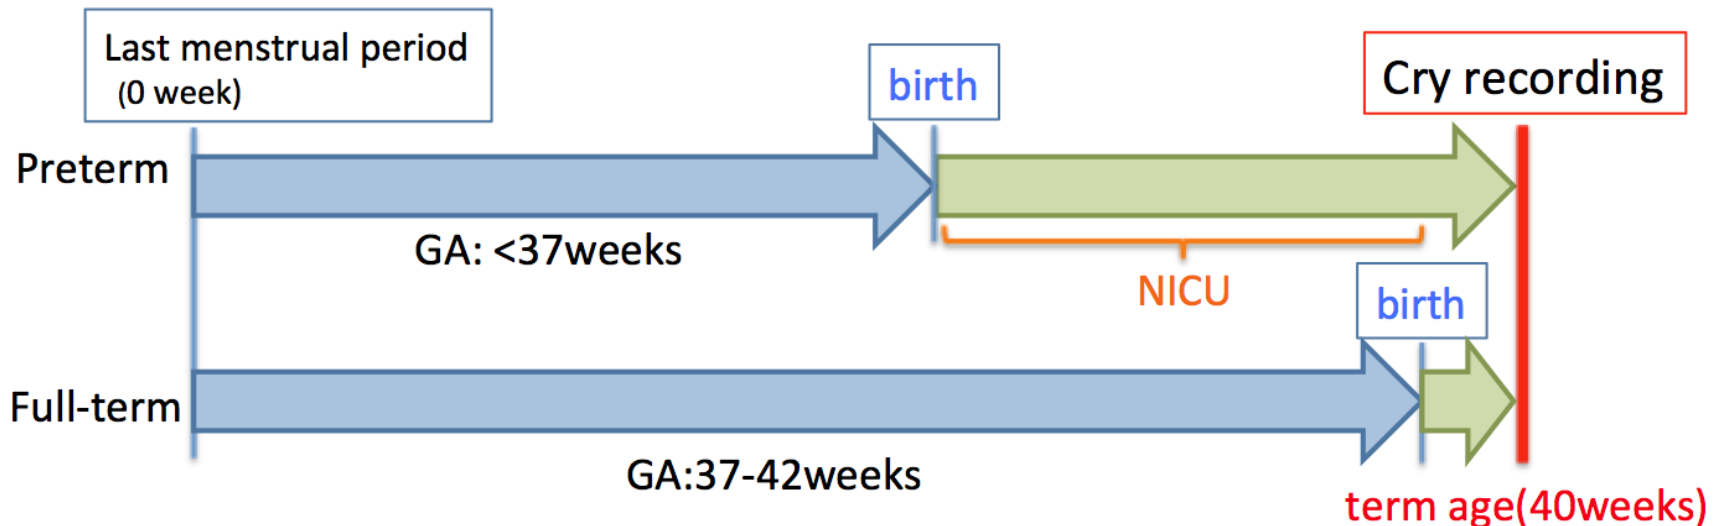 Last menstrual period
(0 week)
birth
Cry recording
Preterm
GA: <37weeks
NICU
birth
Full-term
GA:37-42weeks
term age(40weeks)